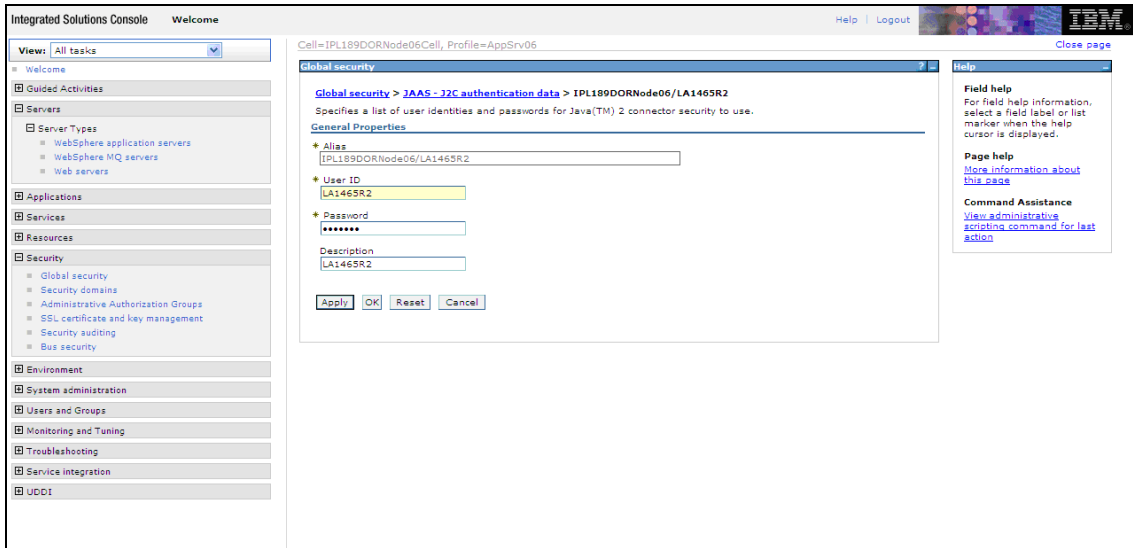 Integrated Solutions Console Welcome Help | Logout IBM®
View: All tasks
Cell=IPL189DORNode06Cell, Profile=AppSrv06 Close page
Welcome
Guided Activities
Servers
Server Types
WebSphere application servers
WebSphere MQ servers
Web servers
Applications
Services
Resources
Security
Global security
Security domains
Administrative Authorization Groups
SSL certificate and key management
Security auditing
Bus security
Environment
System administration
Users and Groups
Monitoring and Tuning
Troubleshooting
Service integration
UDDI
Global security ? –
Global security > JAAS - J2C authentication data > IPL189DORNode06/LA1465R2
Specifies a list of user identities and passwords for Java(TM) 2 connector security to use.
General Properties
* Alias
IPL189DORNode06/LA1465R2
* User ID
LA1465R2
* Password
•••••••
Description
LA1465R2
Apply OK Reset Cancel
Help –
Field help
For field help information,
select a field label or list
marker when the help
cursor is displayed.
Page help
More information about
this page
Command Assistance
View administrative
scripting command for last
action